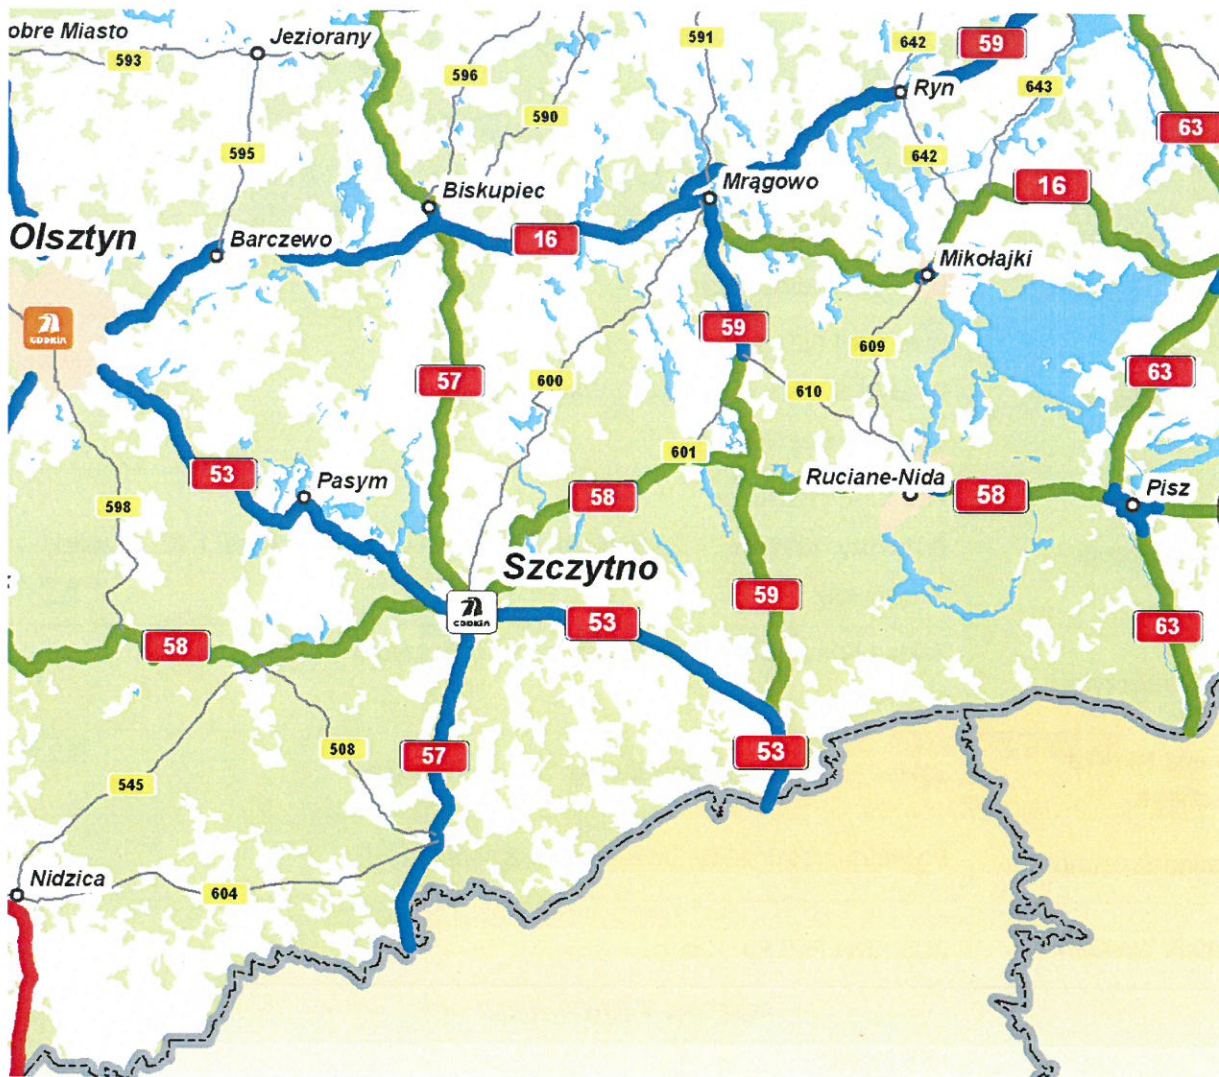 obre Miasto
593
Jeziorany
596
591
642
59
Ryn
643
590
63
595
642
Biskupiec
Mrągowo
16
Olsztyn
Barczewo
16
Mikołajki
GDDKIA
59
609
57
600
63
610
601
53
Pasym
58
Ruciane-Nida
58
Pisz
598
Szczytno
59
GDDKIA
53
63
58
508
57
53
545
Nidzica
604